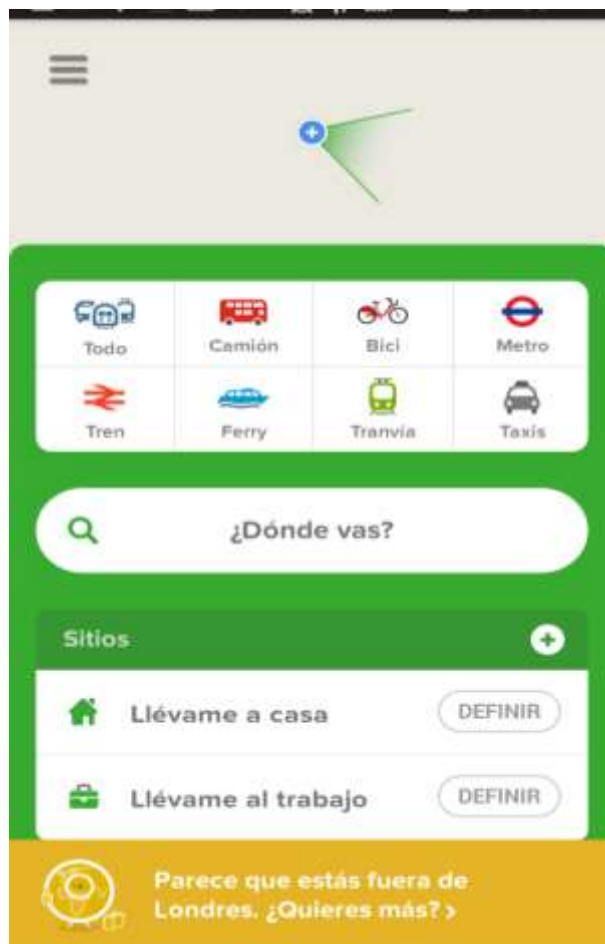 Todo
Camión
Bici
Metro
Tren
Ferry
Tranvía
Taxis
¿Dónde vas?
Sitios
Llévame a casa
DEFINIR
Llévame al trabajo
DEFINIR
Parece que estás fuera de
Londres. ¿Quieres más? >